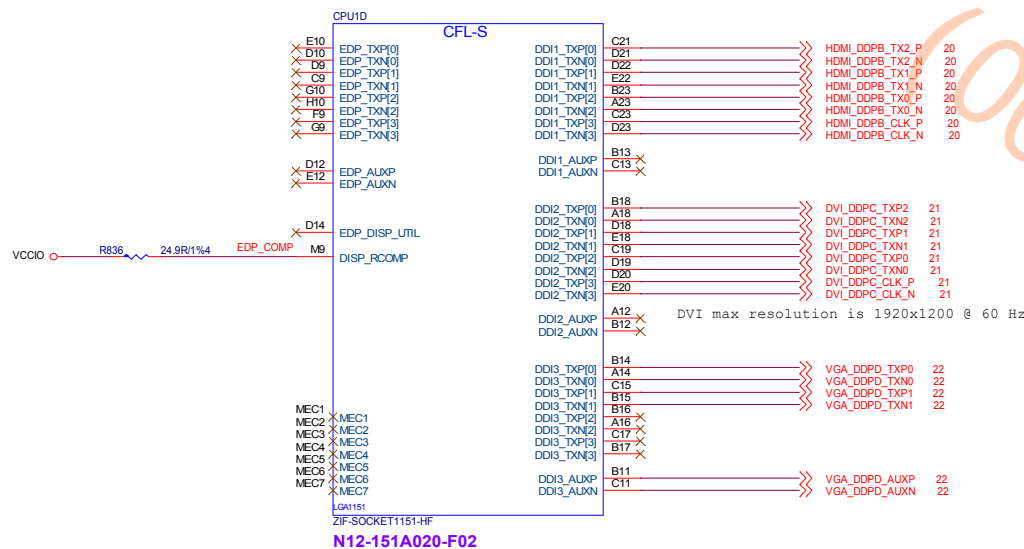 CPU1D
CFL-S
E10 EDP_TXP[0] DDI1_TXP[0] C21 HDMI_DDPB_TX2_P 20
D10 EDP_TXN[0] DDI1_TXN[0] D21 HDMI_DDPB_TX2_N 20
D9 EDP_TXP[1] DDI1_TXP[1] D22 HDMI_DDPB_TX1_P 20
C9 EDP_TXN[1] DDI1_TXN[1] E22 HDMI_DDPB_TX1_N 20
G10 EDP_TXP[2] DDI1_TXP[2] B23 HDMI_DDPB_TX0_P 20
H10 EDP_TXN[2] DDI1_TXN[2] A23 HDMI_DDPB_TX0_N 20
F9 EDP_TXP[3] DDI1_TXP[3] C23 HDMI_DDPB_CLK_P 20
G9 EDP_TXN[3] DDI1_TXN[3] D23 HDMI_DDPB_CLK_N 20
D12 EDP_AUXP DDI1_AUXP B13
E12 EDP_AUXN DDI1_AUXN C13
DDI2_TXP[0] B18 DVI_DDPC_TXP2 21
DDI2_TXN[0] A18 DVI_DDPC_TXN2 21
D14 EDP_DISP_UTIL DDI2_TXP[1] D18 DVI_DDPC_TXP1 21
DDI2_TXN[1] E18 DVI_DDPC_TXN1 21
VCCIO R836 24.9R/1%4 EDP_COMP M9 DISP_RCOMP DDI2_TXP[2] C19 DVI_DDPC_TXP0 21
DDI2_TXN[2] D19 DVI_DDPC_TXN0 21
DDI2_TXP[3] D20 DVI_DDPC_CLK_P 21
DDI2_TXN[3] E20 DVI_DDPC_CLK_N 21
DDI2_AUXP A12 DVI max resolution is 1920x1200 @ 60 Hz
DDI2_AUXN B12
DDI3_TXP[0] B14 VGA_DDPD_TXP0 22
DDI3_TXN[0] A14 VGA_DDPD_TXN0 22
DDI3_TXP[1] C15 VGA_DDPD_TXP1 22
DDI3_TXN[1] B15 VGA_DDPD_TXN1 22
MEC1 MEC1 DDI3_TXP[2] B16
MEC2 MEC2 DDI3_TXN[2] A16
MEC3 MEC3 DDI3_TXP[3] C17
MEC4 MEC4 DDI3_TXN[3] B17
MEC5 MEC5
MEC6 MEC6 DDI3_AUXP B11 VGA_DDPD_AUXP 22
MEC7 MEC7 DDI3_AUXN C11 VGA_DDPD_AUXN 22
LGA1151
ZIF-SOCKET1151-HF
N12-151A020-F02